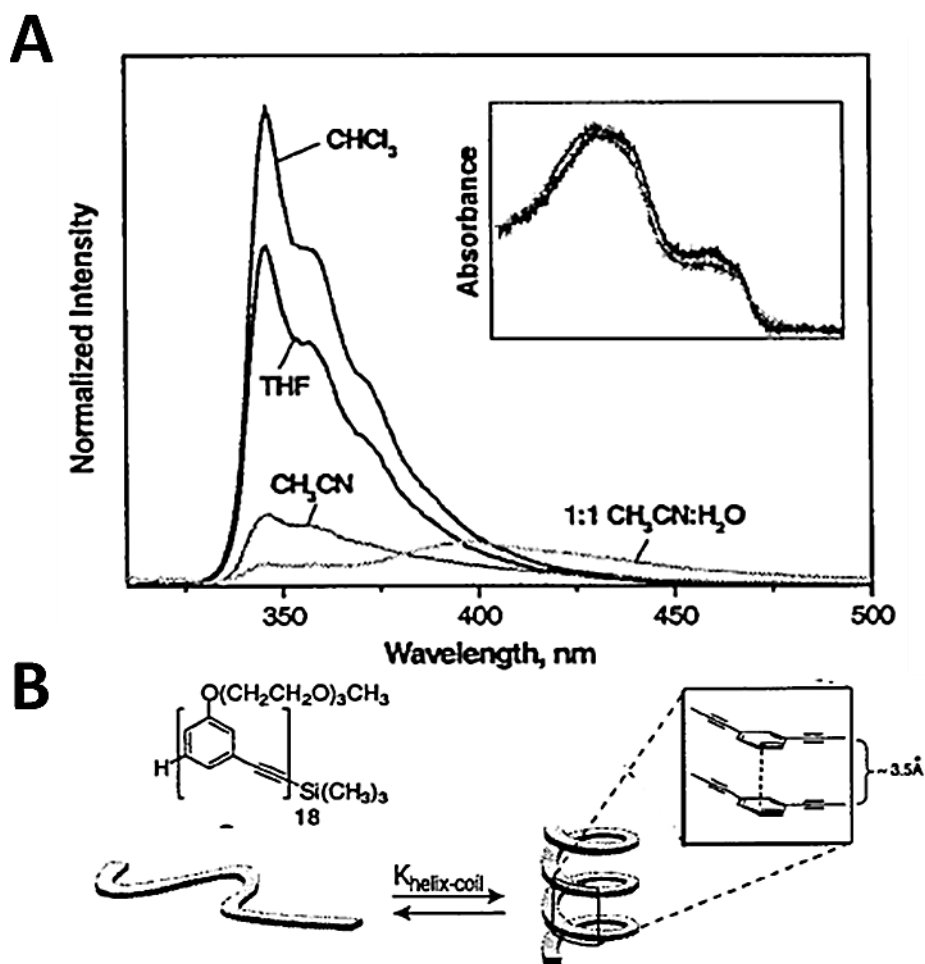 A
CHCl₃
THF
CH₃CN
1:1 CH₃CN:H₂O
Absorbance
Normalized Intensity
350
400
450
500
Wavelength, nm
B
O(CH₂CH₂O)₃CH₃
H
Si(CH₃)₃
18
~3.5Å
Khelix-coil